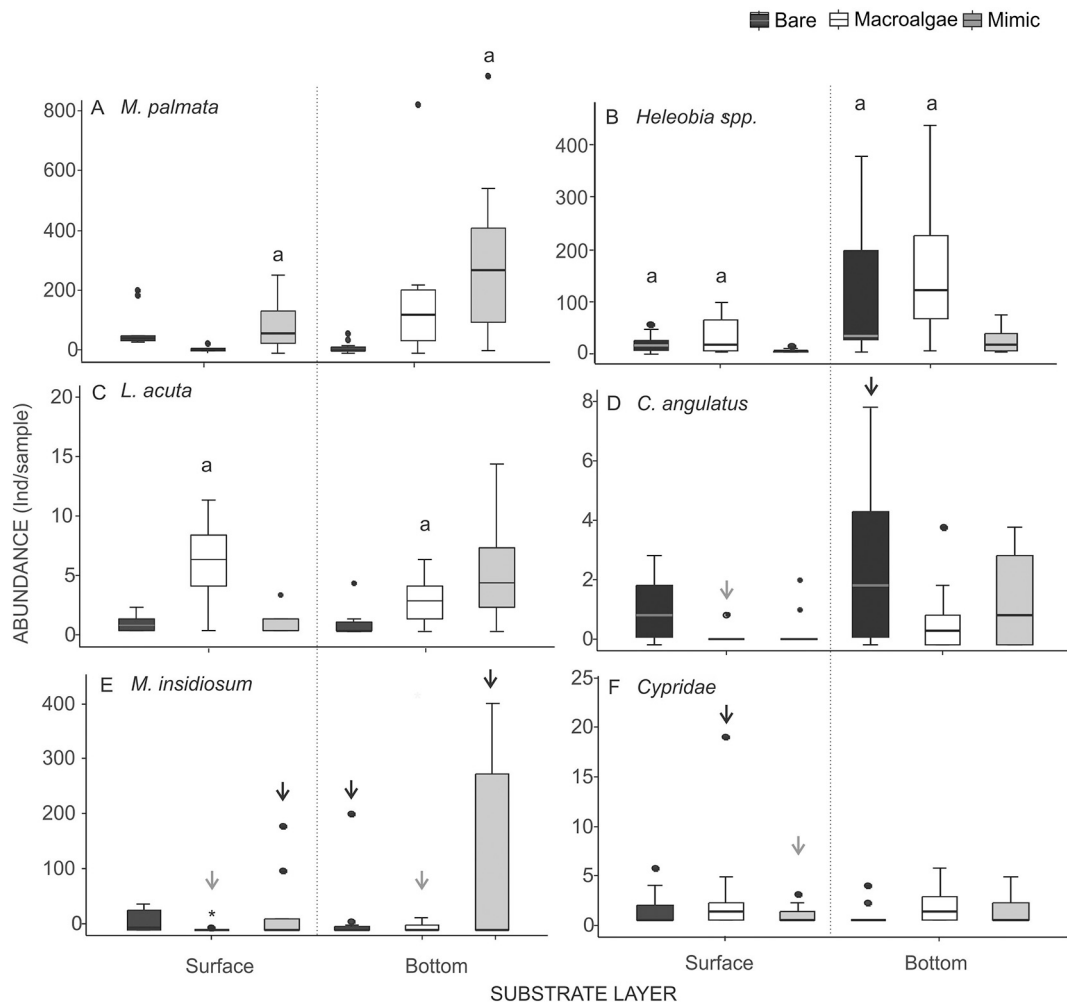 Bare Macroalgae Mimic
A M. palmata
a
a
800
600
400
200
0
B Heleobia spp.
a
a
a
a
400
300
200
100
0
C L. acuta
a
a
20
15
10
5
0
D C. angulatus
8
6
4
2
0
E M. insidiosum
*
400
300
200
100
0
F Cypridae
25
20
15
10
5
0
ABUNDANCE (Ind/sample)
Surface Bottom
Surface Bottom
SUBSTRATE LAYER